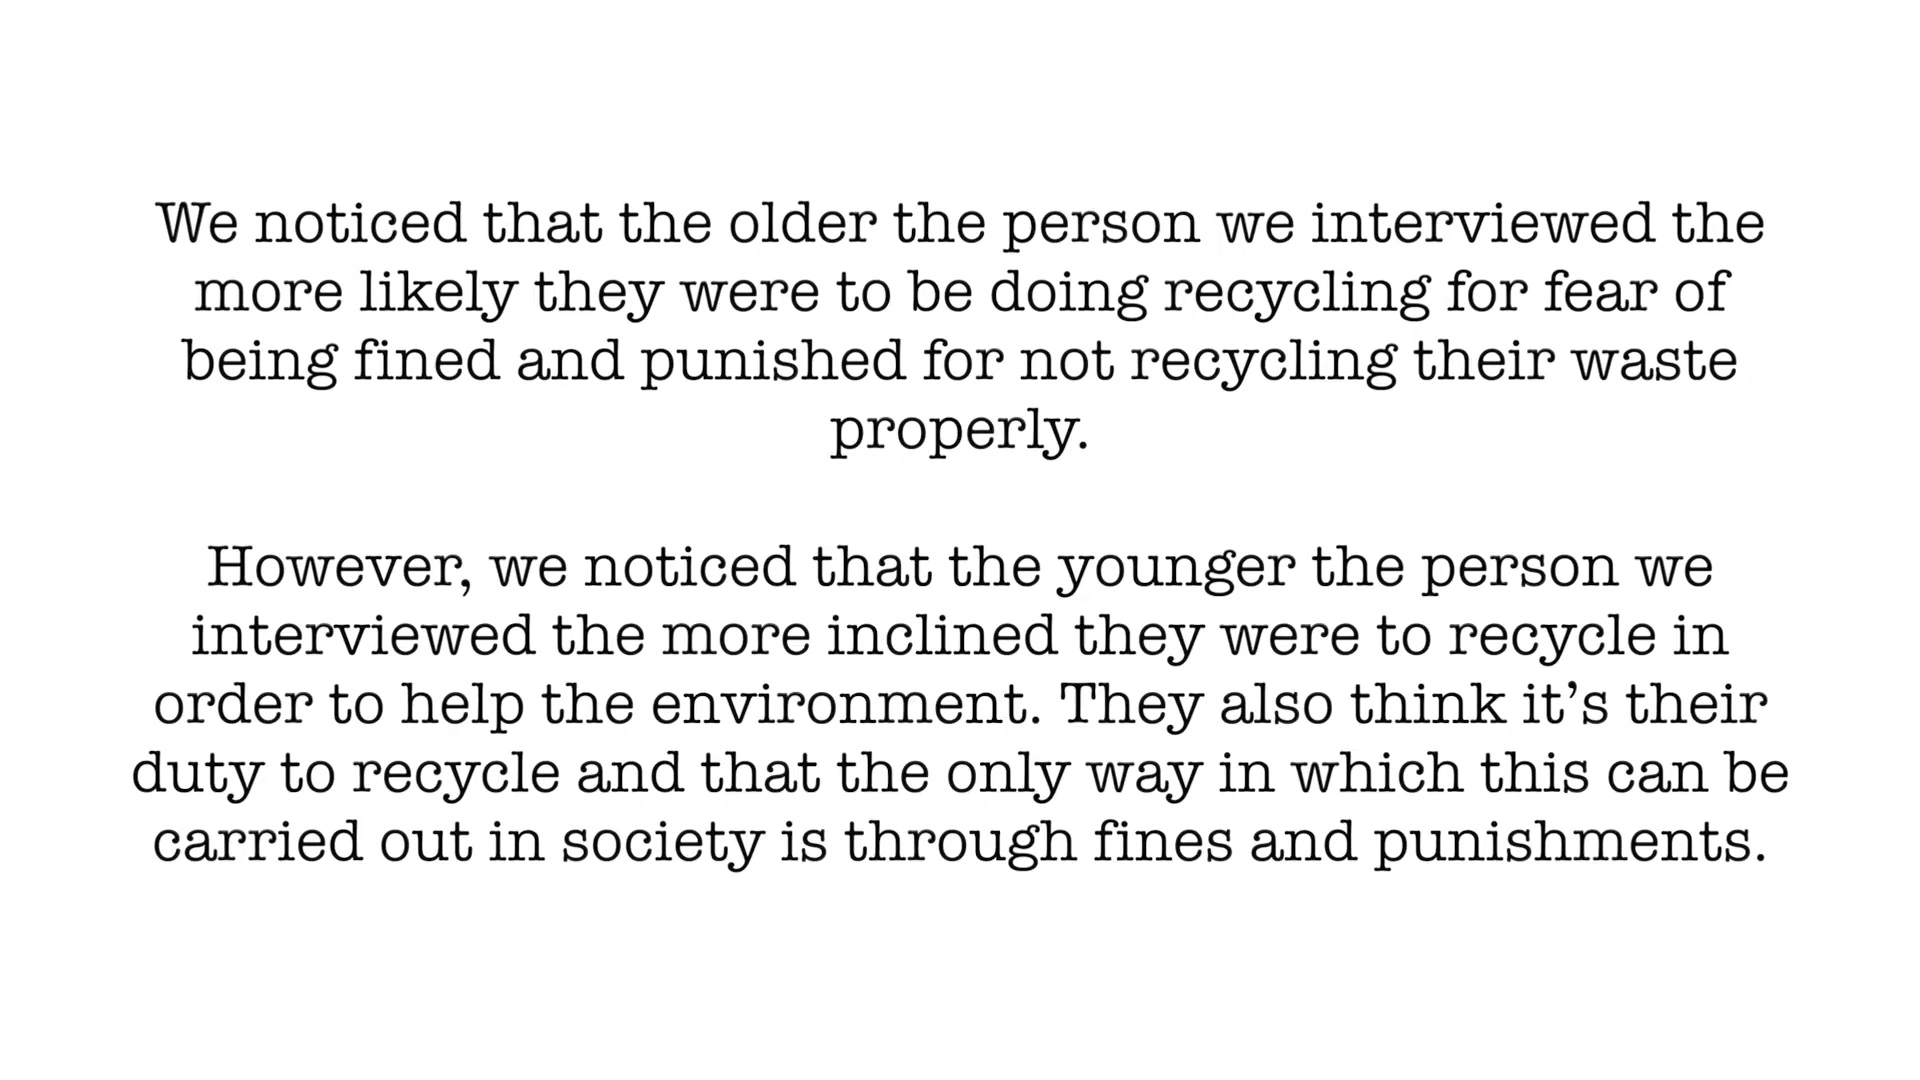 We noticed that the older the person we interviewed the
more likely they were to be doing recycling for fear of
being fined and punished for not recycling their waste
properly.
However, we noticed that the younger the person we
interviewed the more inclined they were to recycle in
order to help the environment. They also think it’s their
duty to recycle and that the only way in which this can be
carried out in society is through fines and punishments.